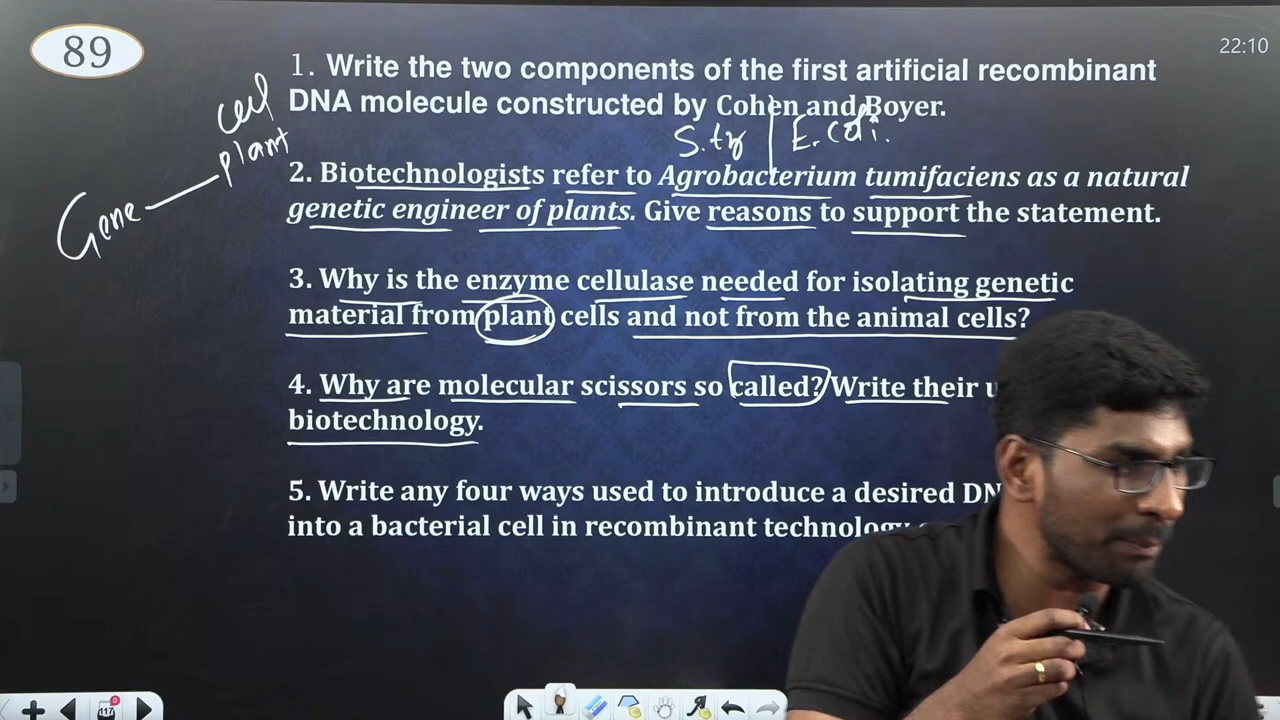 89
22:10
1. Write the two components of the first artificial recombinant
DNA molecule constructed by Cohen and Boyer.
S.ty | E.coli.
cell
plant
Gene
2. Biotechnologists refer to Agrobacterium tumifaciens as a natural
genetic engineer of plants. Give reasons to support the statement.
3. Why is the enzyme cellulase needed for isolating genetic
material from plant cells and not from the animal cells?
4. Why are molecular scissors so called? Write their
biotechnology.
5. Write any four ways used to introduce a desired
into a bacterial cell in recombinant
117